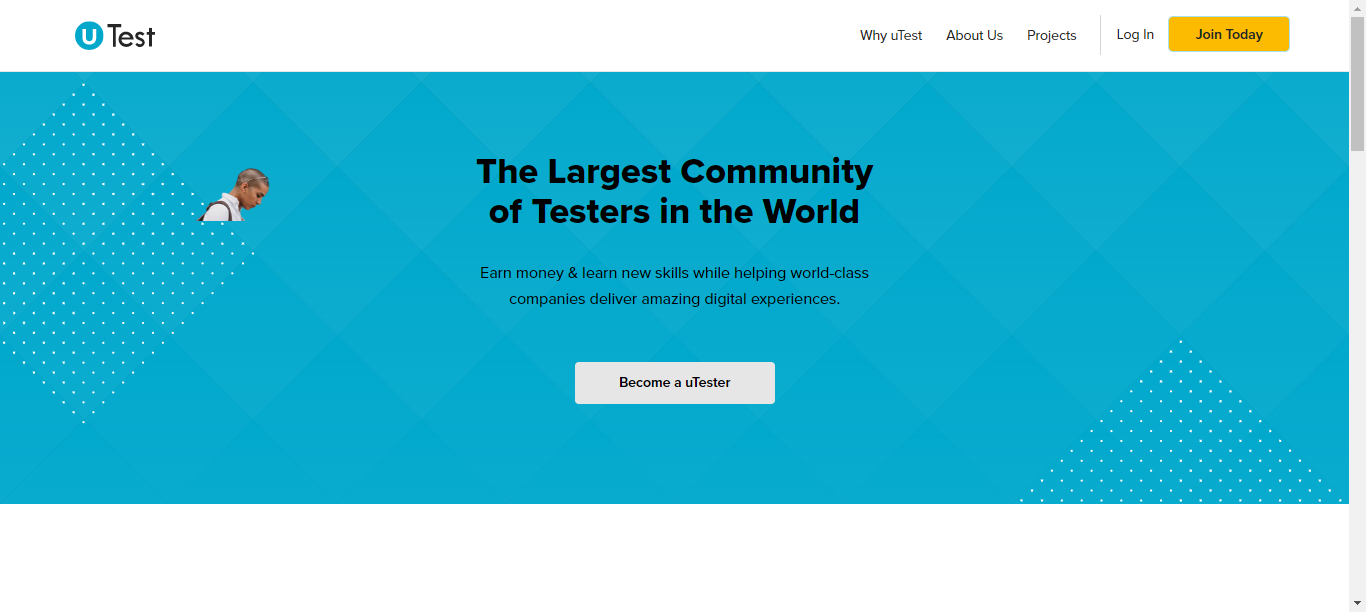 u Test
Why uTest
About Us
Projects
Log In
Join Today
The Largest Community
of Testers in the World
Earn money & learn new skills while helping world-class
companies deliver amazing digital experiences.
Become a uTester